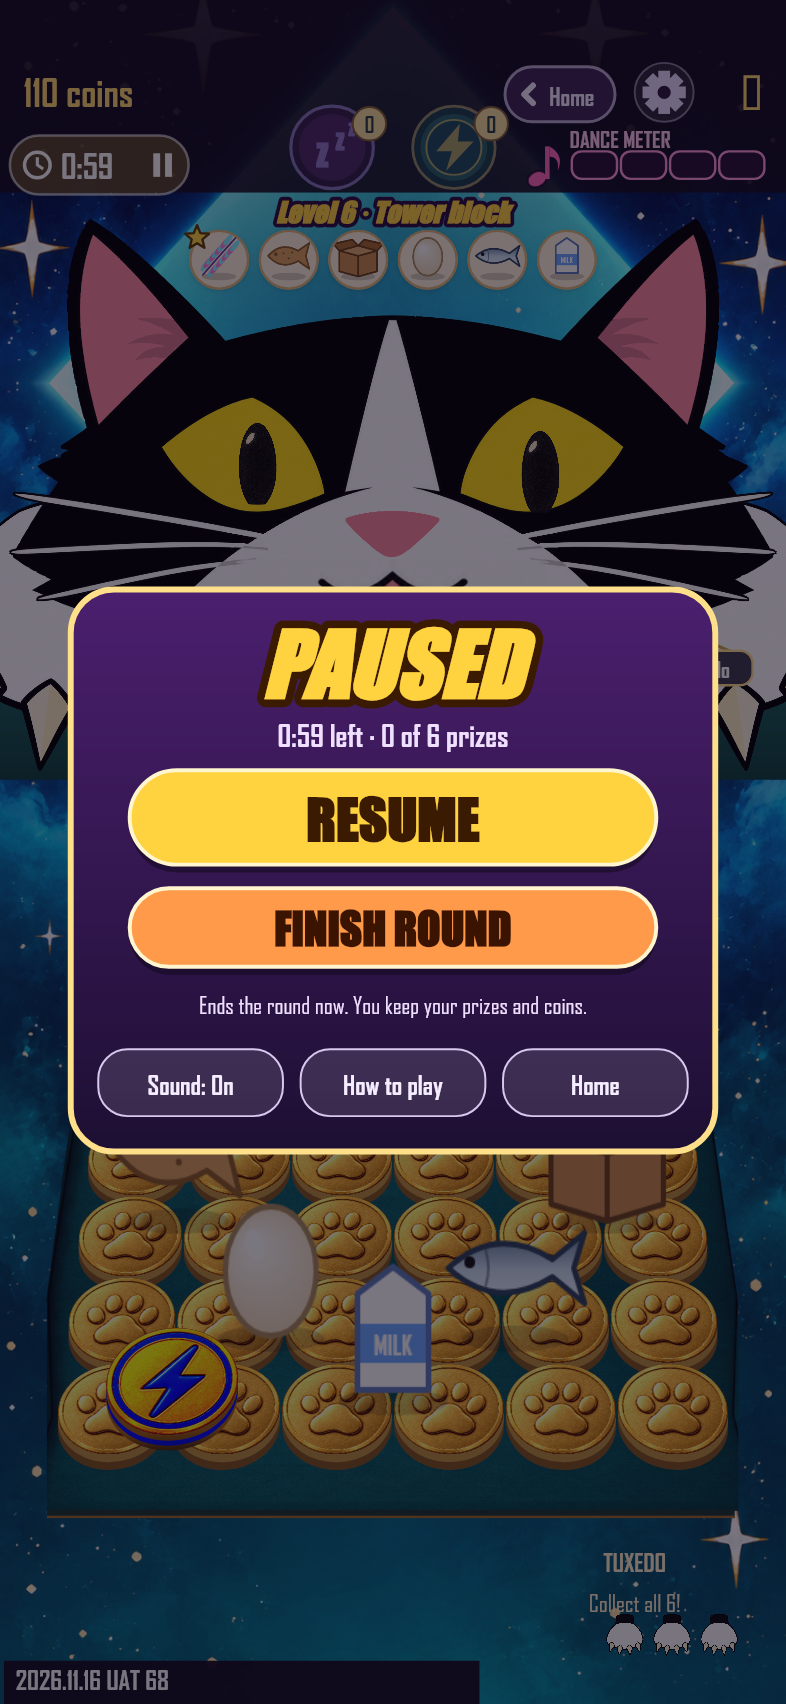 110 coins
Home
0
0
0:59
DANCE METER
Level 6 · Tower block
MILK
PAUSED
0:59 left · 0 of 6 prizes
RESUME
FINISH ROUND
Ends the round now. You keep your prizes and coins.
Sound: On
How to play
Home
MILK
TUXEDO
Collect all 6!
2026.11.16 UAT 68